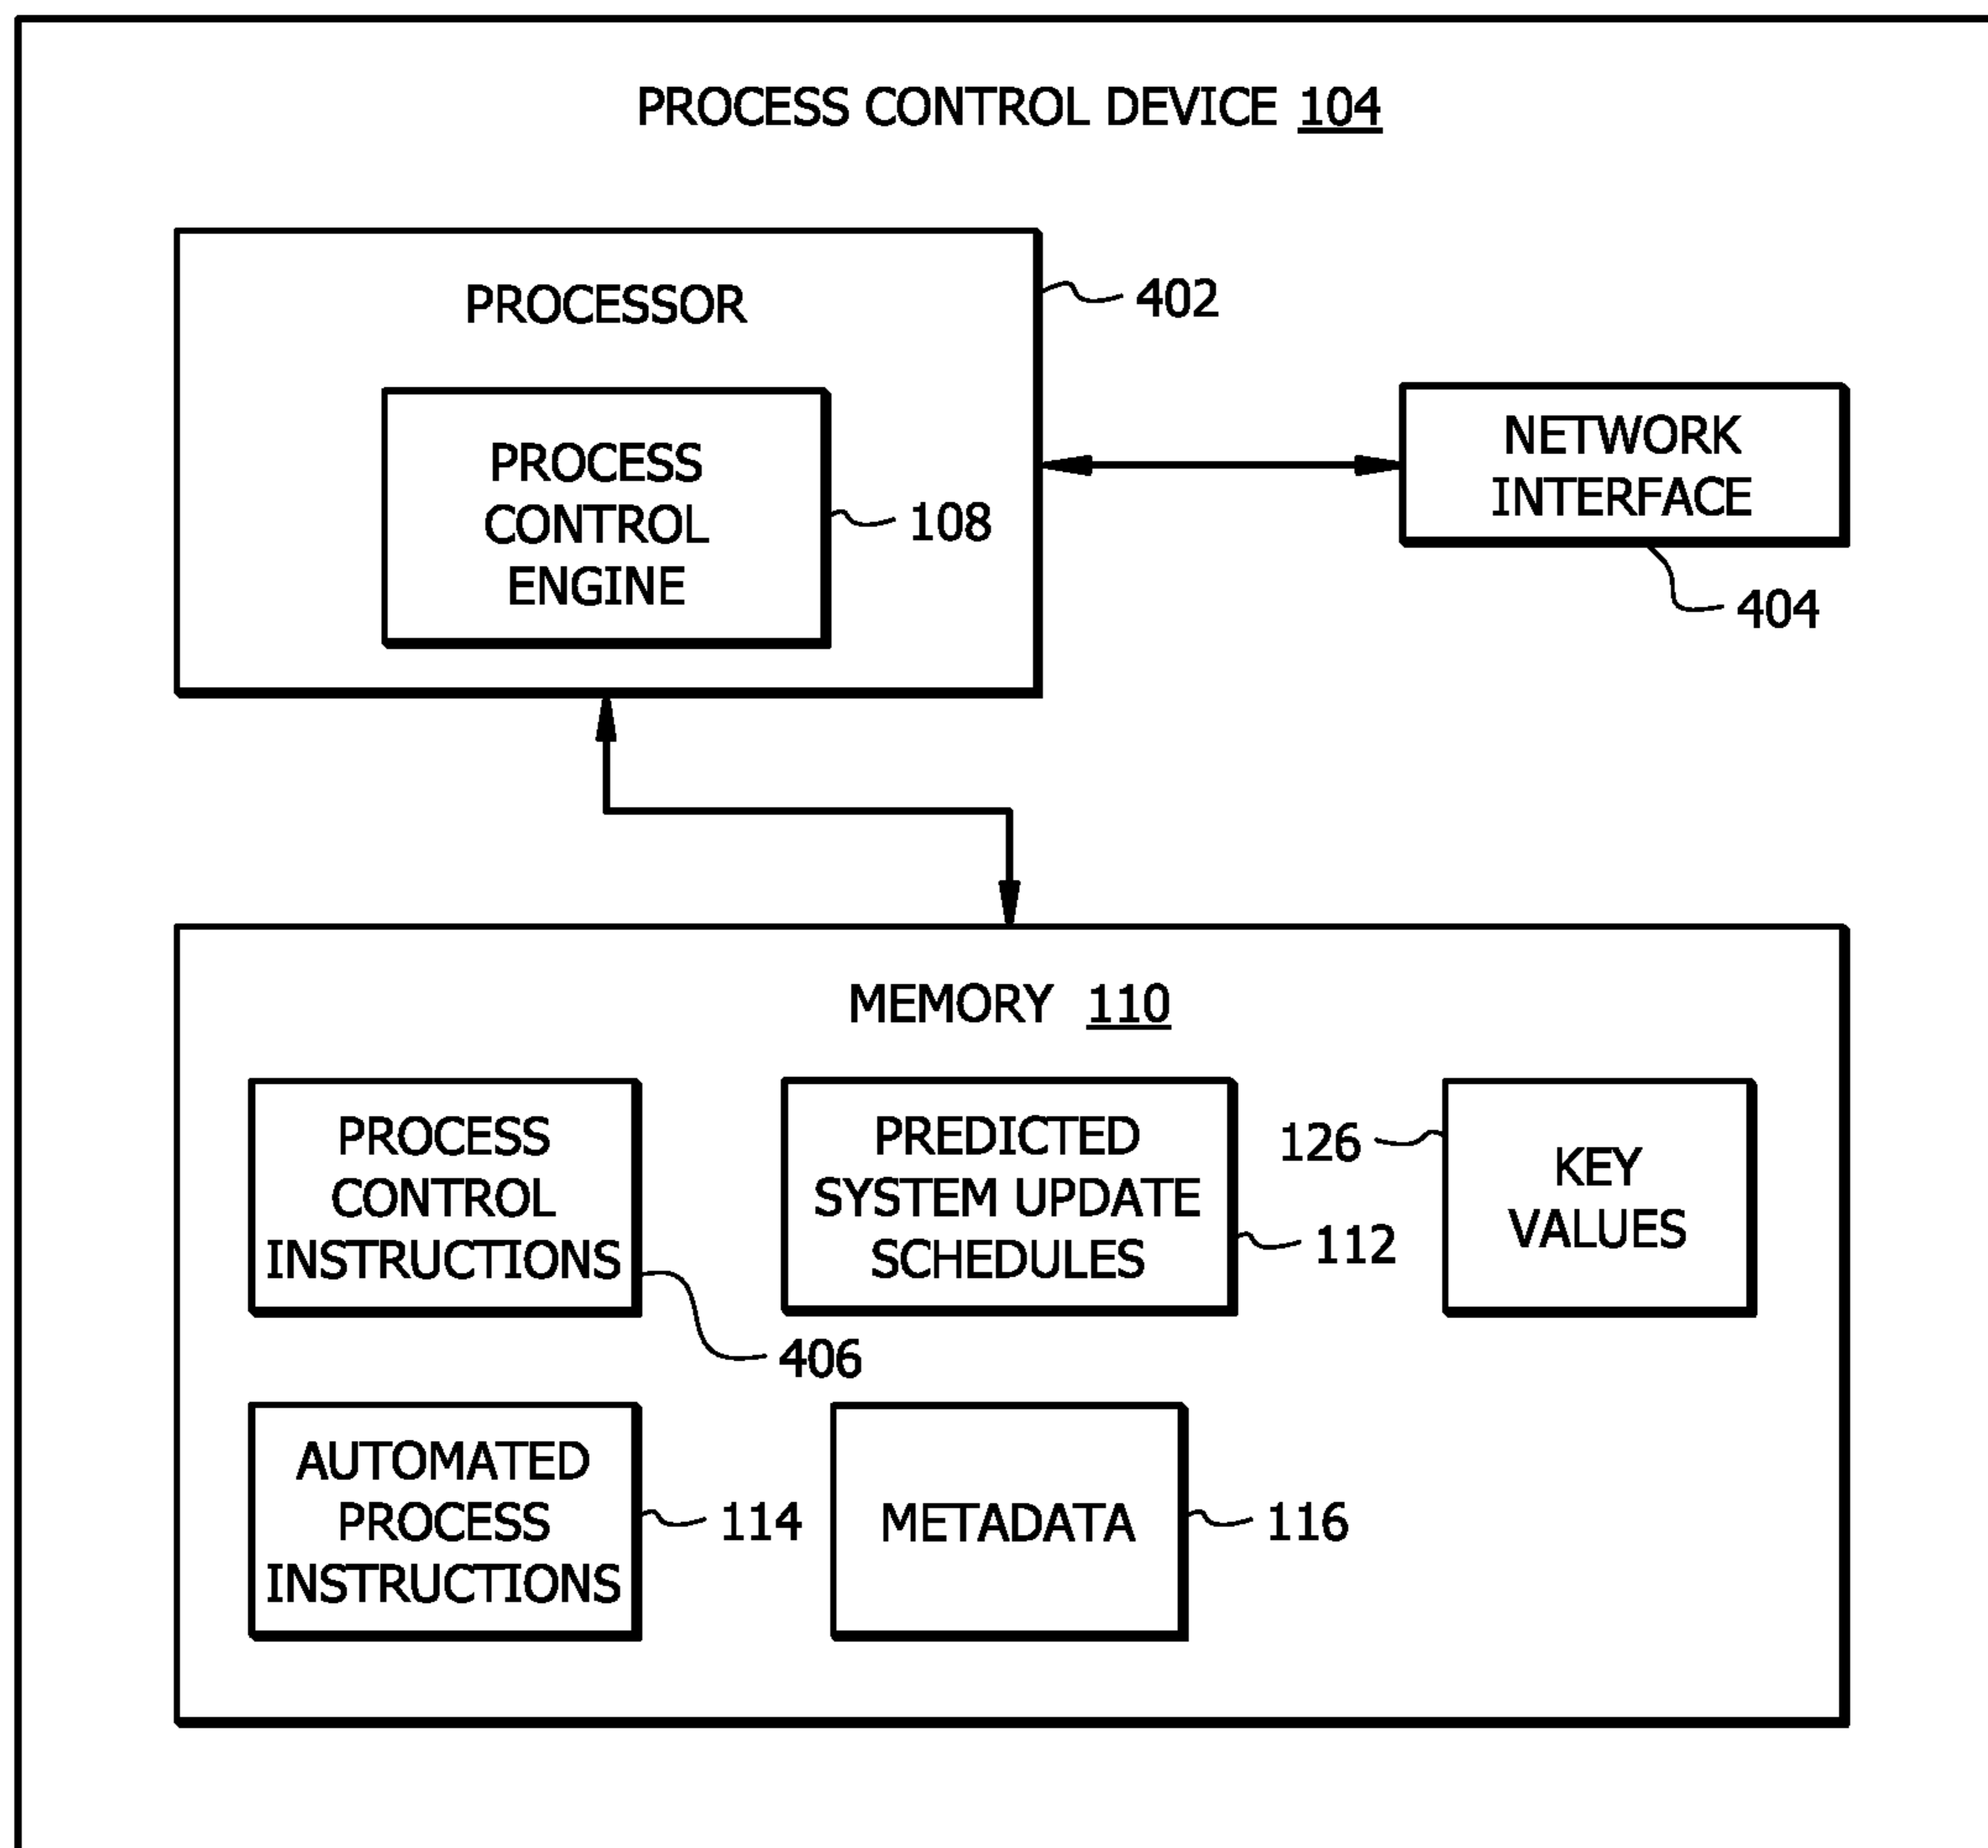 PROCESS CONTROL DEVICE 104
PROCESSOR
402
PROCESS
CONTROL
ENGINE
108
NETWORK
INTERFACE
404
MEMORY 110
PROCESS
CONTROL
INSTRUCTIONS
406
PREDICTED
SYSTEM UPDATE
SCHEDULES
112
126
KEY
VALUES
AUTOMATED
PROCESS
INSTRUCTIONS
114
METADATA
116